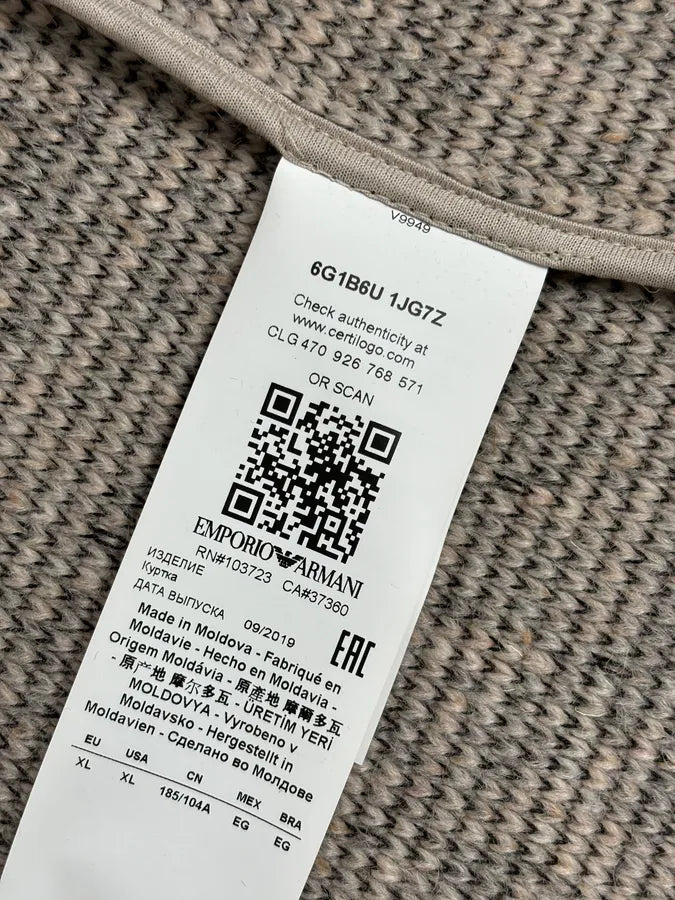 V9949
6G1B6U 1JG7Z
Check authenticity at
www.certilogo.com
CLG 470 926 768 571
OR SCAN
EMPORIO ARMANI
RN#103723 CA#37360
ИЗДЕЛИЕ
Куртка
ДАТА ВЫПУСКА 09/2019
EAC
Made in Moldova - Fabriqué en
Moldavie - Hecho en Moldavia -
Origem Moldávia - 原產地 摩爾多瓦
- 原产地 摩尔多瓦 - ÜRETİM YERİ
MOLDOVYA - Vyrobeno v
Moldavsko - Hergestellt in
Moldavien - Сделано во Молдове
EU USA CN MEX BRA
XL XL 185/104A EG EG